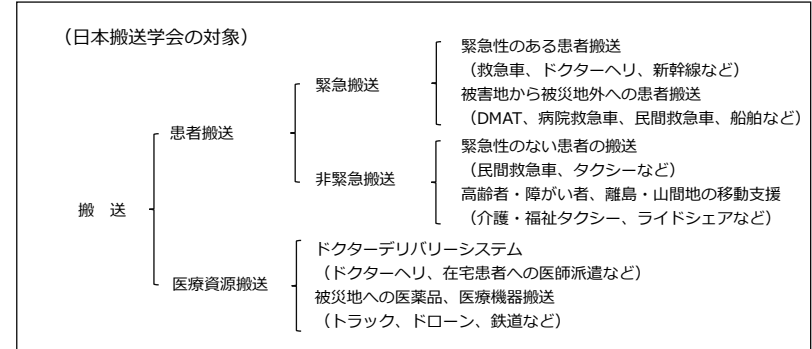 （日本搬送学会の対象）
緊急性のある患者搬送
（救急車、ドクターヘリ、新幹線など）
緊急搬送
被害地から被災地外への患者搬送
（DMAT、病院救急車、民間救急車、船舶など）
患者搬送
緊急性のない患者の搬送
（民間救急車、タクシーなど）
非緊急搬送
高齢者・障がい者、離島・山間地の移動支援
（介護・福祉タクシー、ライドシェアなど）
搬　送
ドクターデリバリーシステム
（ドクターヘリ、在宅患者への医師派遣など）
医療資源搬送
被災地への医薬品、医療機器搬送
（トラック、ドローン、鉄道など）